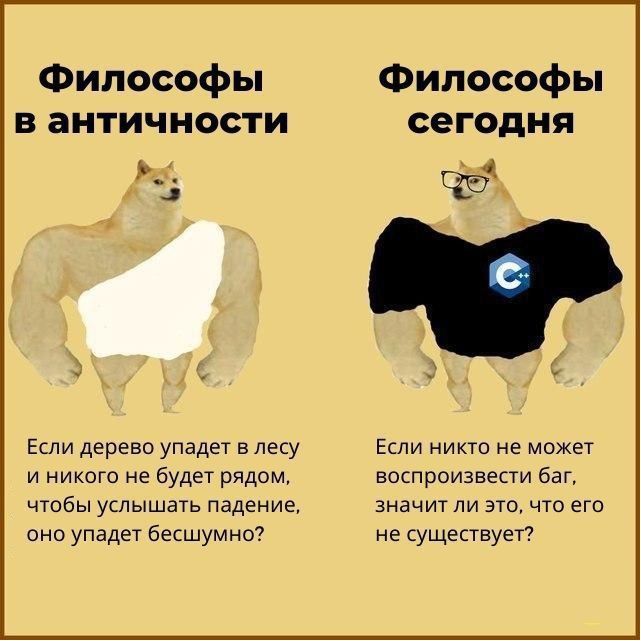 Философы
в античности
Философы
сегодня
C++
Если дерево упадет в лесу
и никого не будет рядом,
чтобы услышать падение,
оно упадет бесшумно?
Если никто не может
воспроизвести баг,
значит ли это, что его
не существует?